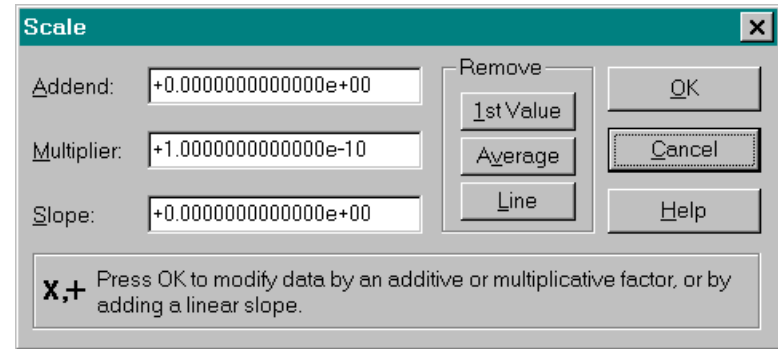 Scale
Addend: +0.0000000000000e+00
Multiplier: +1.0000000000000e-10
Slope: +0.0000000000000e+00
Remove
1st Value
Average
Line
OK
Cancel
Help
X,+ Press OK to modify data by an additive or multiplicative factor, or by
adding a linear slope.